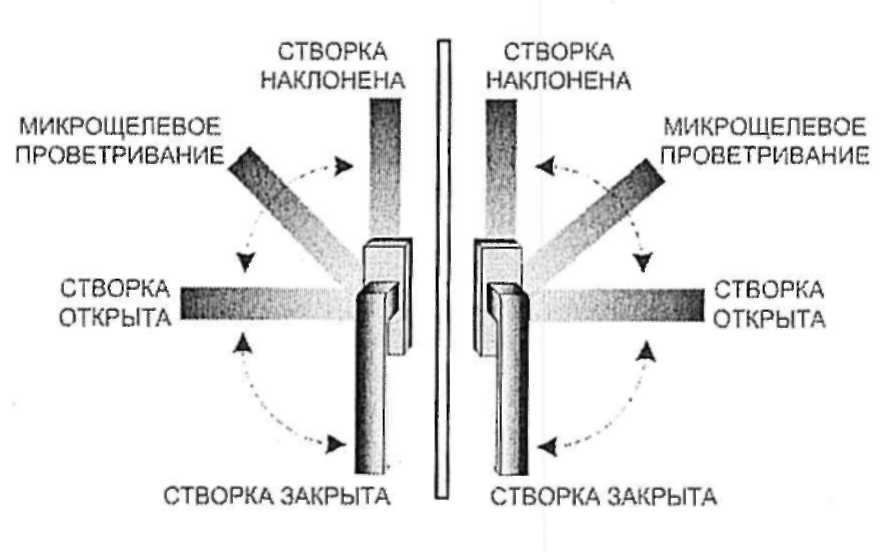 СТВОРКА
НАКЛОНЕНА
СТВОРКА
НАКЛОНЕНА
МИКРОЩЕЛЕВОЕ
ПРОВЕТРИВАНИЕ
МИКРОЩЕЛЕВОЕ
ПРОВЕТРИВАНИЕ
СТВОРКА
ОТКРЫТА
СТВОРКА
ОТКРЫТА
СТВОРКА ЗАКРЫТА
СТВОРКА ЗАКРЫТА